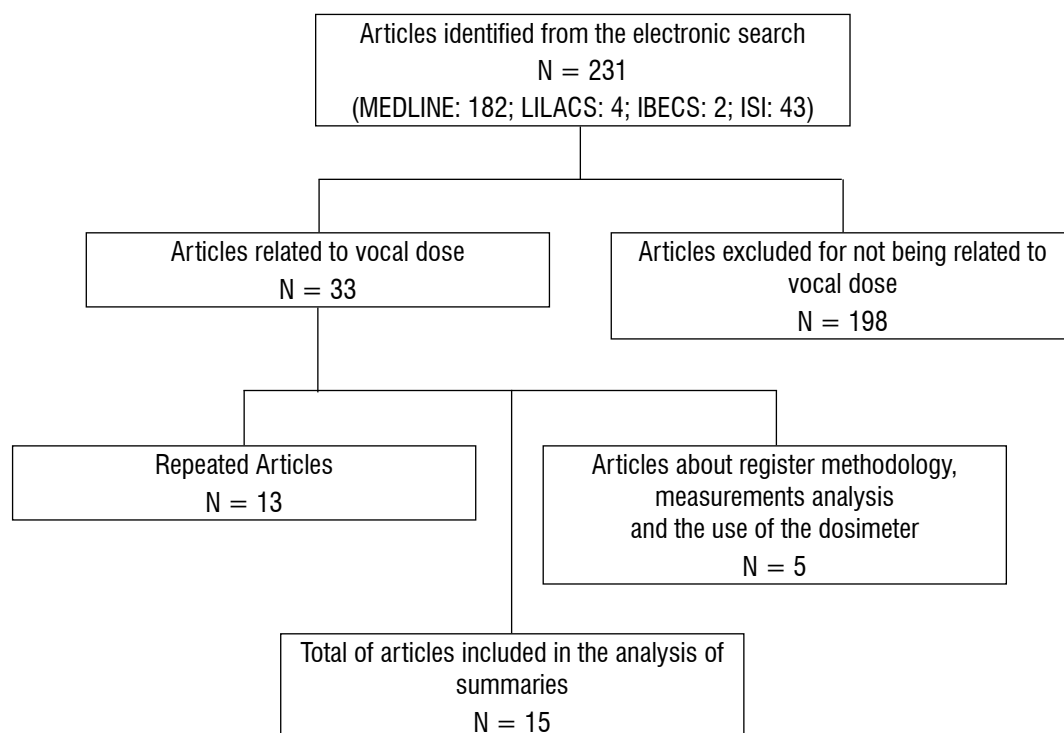 Articles identified from the electronic search
N = 231
(MEDLINE: 182; LILACS: 4; IBECS: 2; ISI: 43)
Articles related to vocal dose
N = 33
Articles excluded for not being related to
vocal dose
N = 198
Repeated Articles
N = 13
Articles about register methodology,
measurements analysis
and the use of the dosimeter
N = 5
Total of articles included in the analysis of
summaries
N = 15